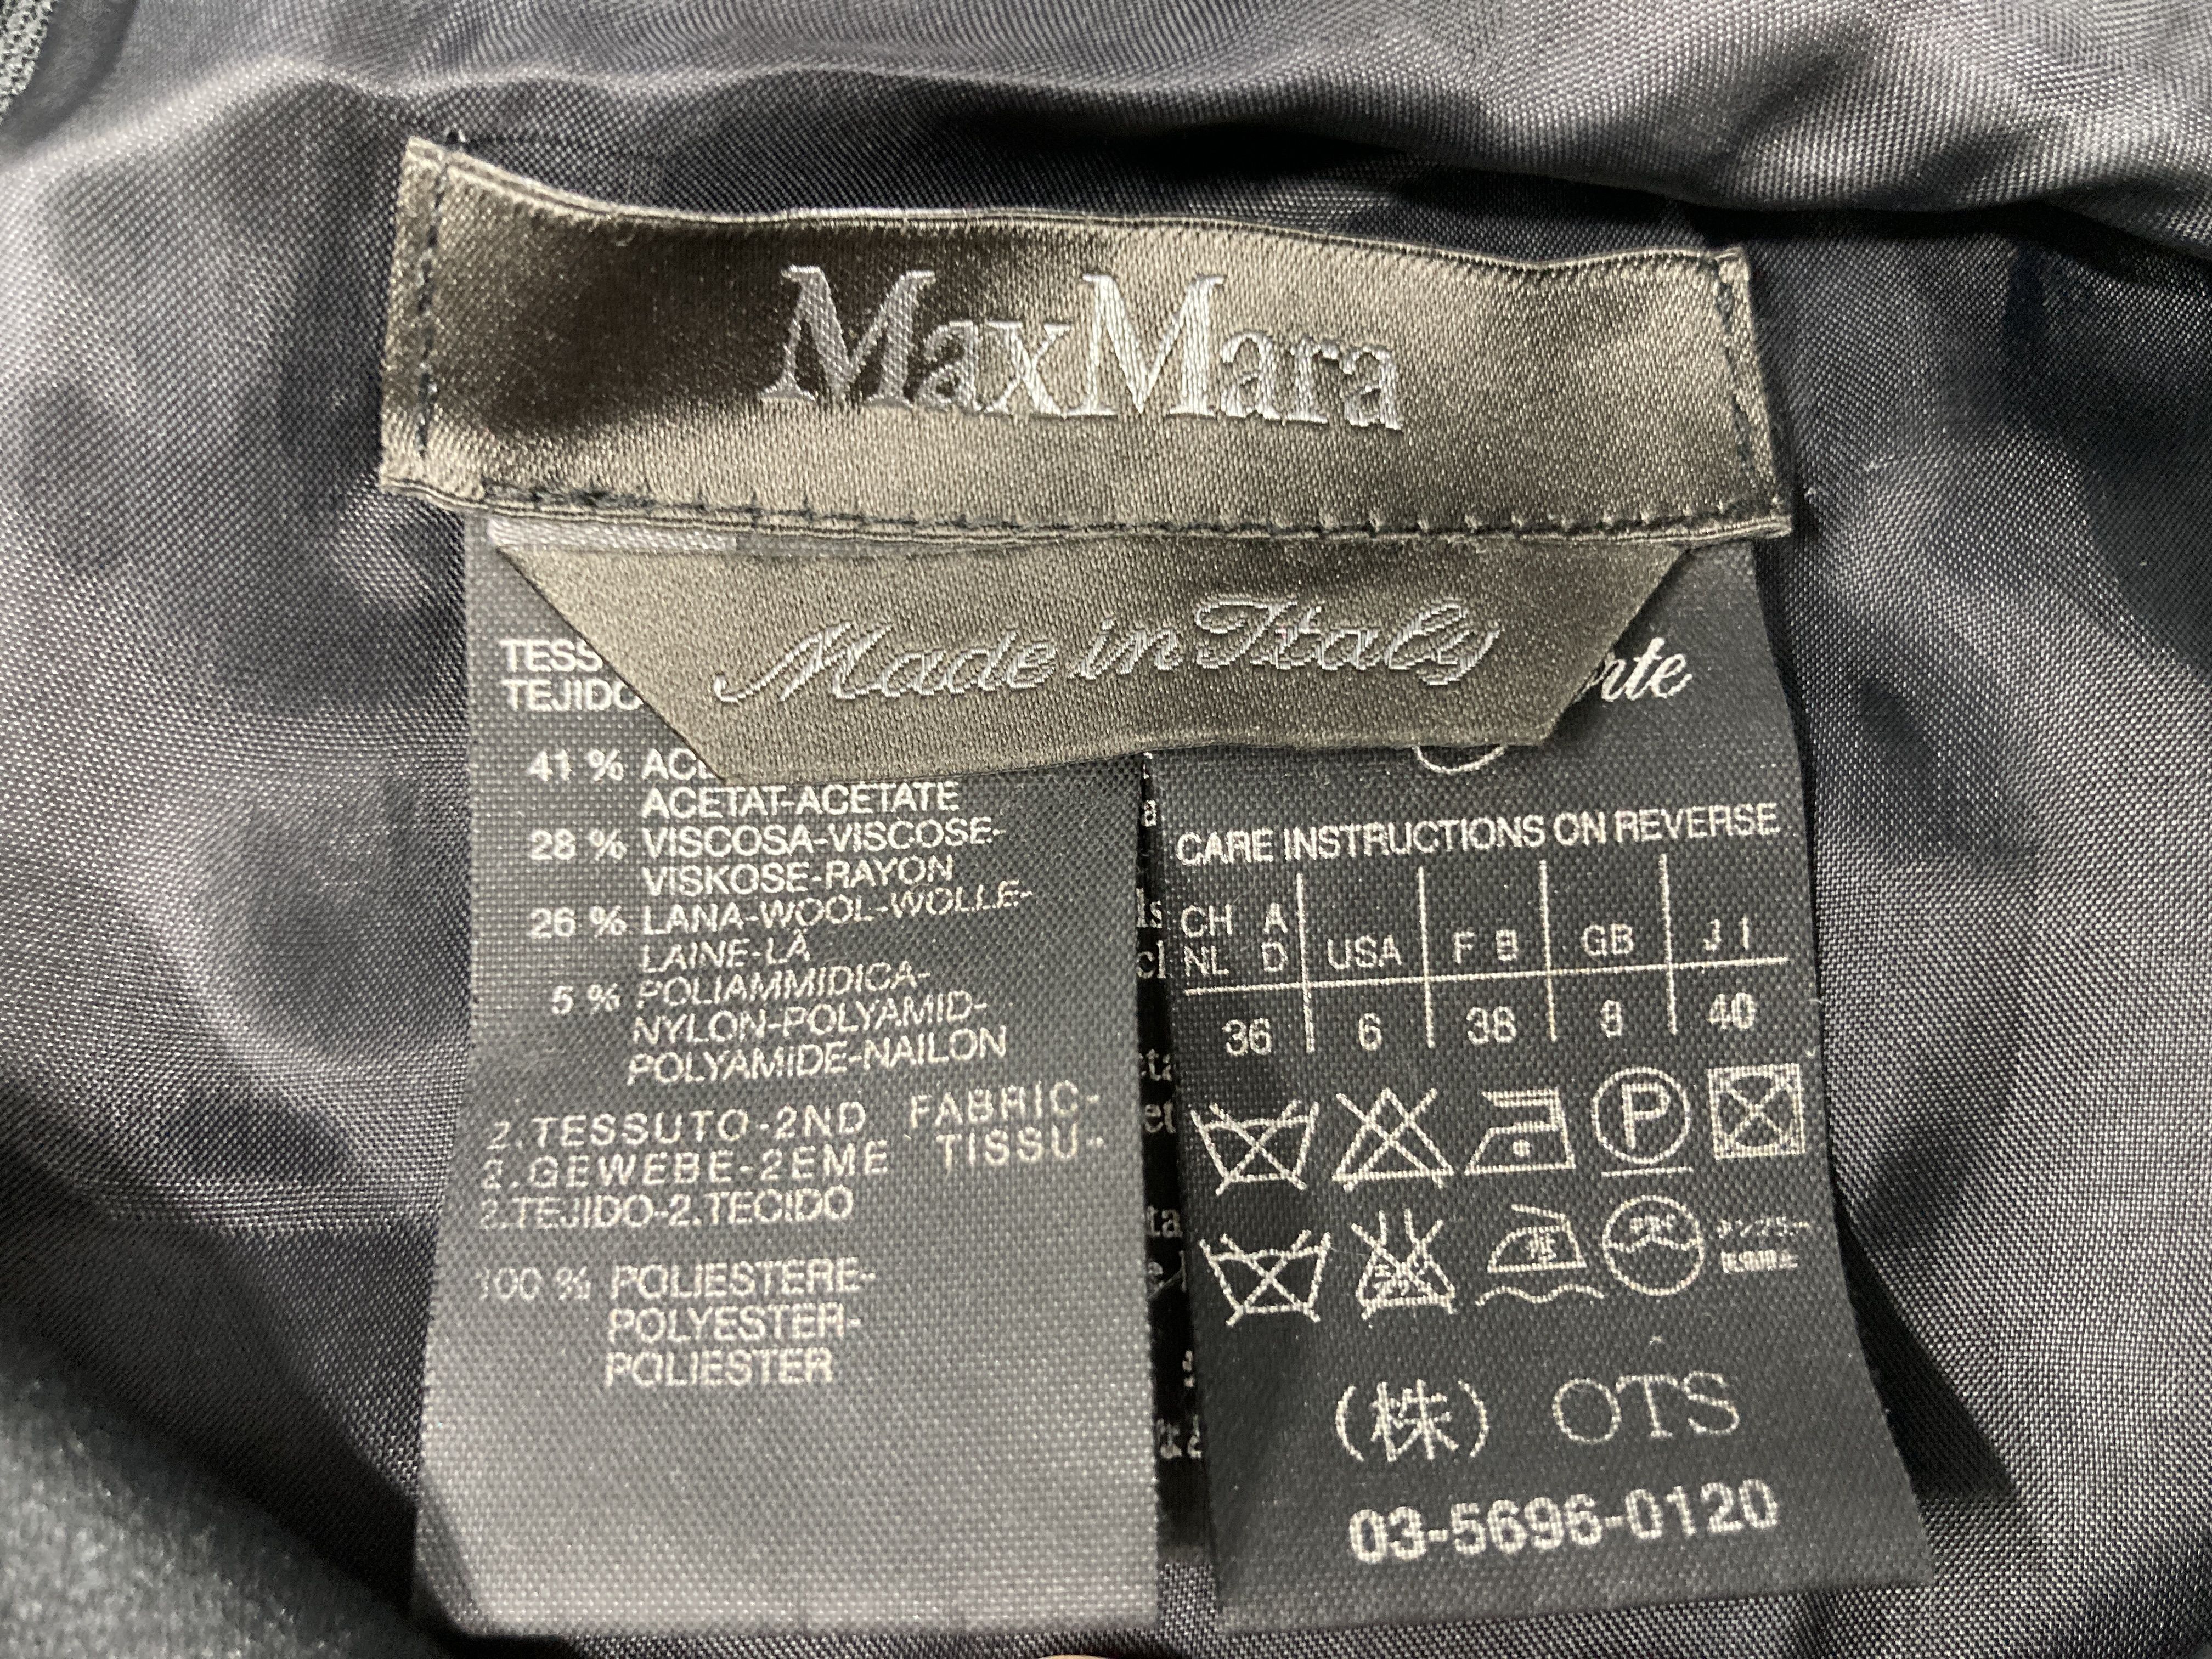 MaxMara
Made in Italy
TESS
TEJIDO
41 % ACE
ACETAT-ACETATE
28 % VISCOSA-VISCOSE-
VISKOSE-RAYON
26 % LANA-WOOL-WOLLE-
LAINE-LÃ
5 % POLIAMMIDICA-
NYLON-POLYAMID-
POLYAMIDE-NAILON
2.TESSUTO-2ND FABRIC-
2.GEWEBE-2EME TISSU-
2.TEJIDO-2.TECIDO
100 % POLIESTERE-
POLYESTER-
POLIESTER
rte
CARE INSTRUCTIONS ON REVERSE
CH A
NL D USA F B GB J I
36 6 38 8 40
P
(株) OTS
03-5696-0120